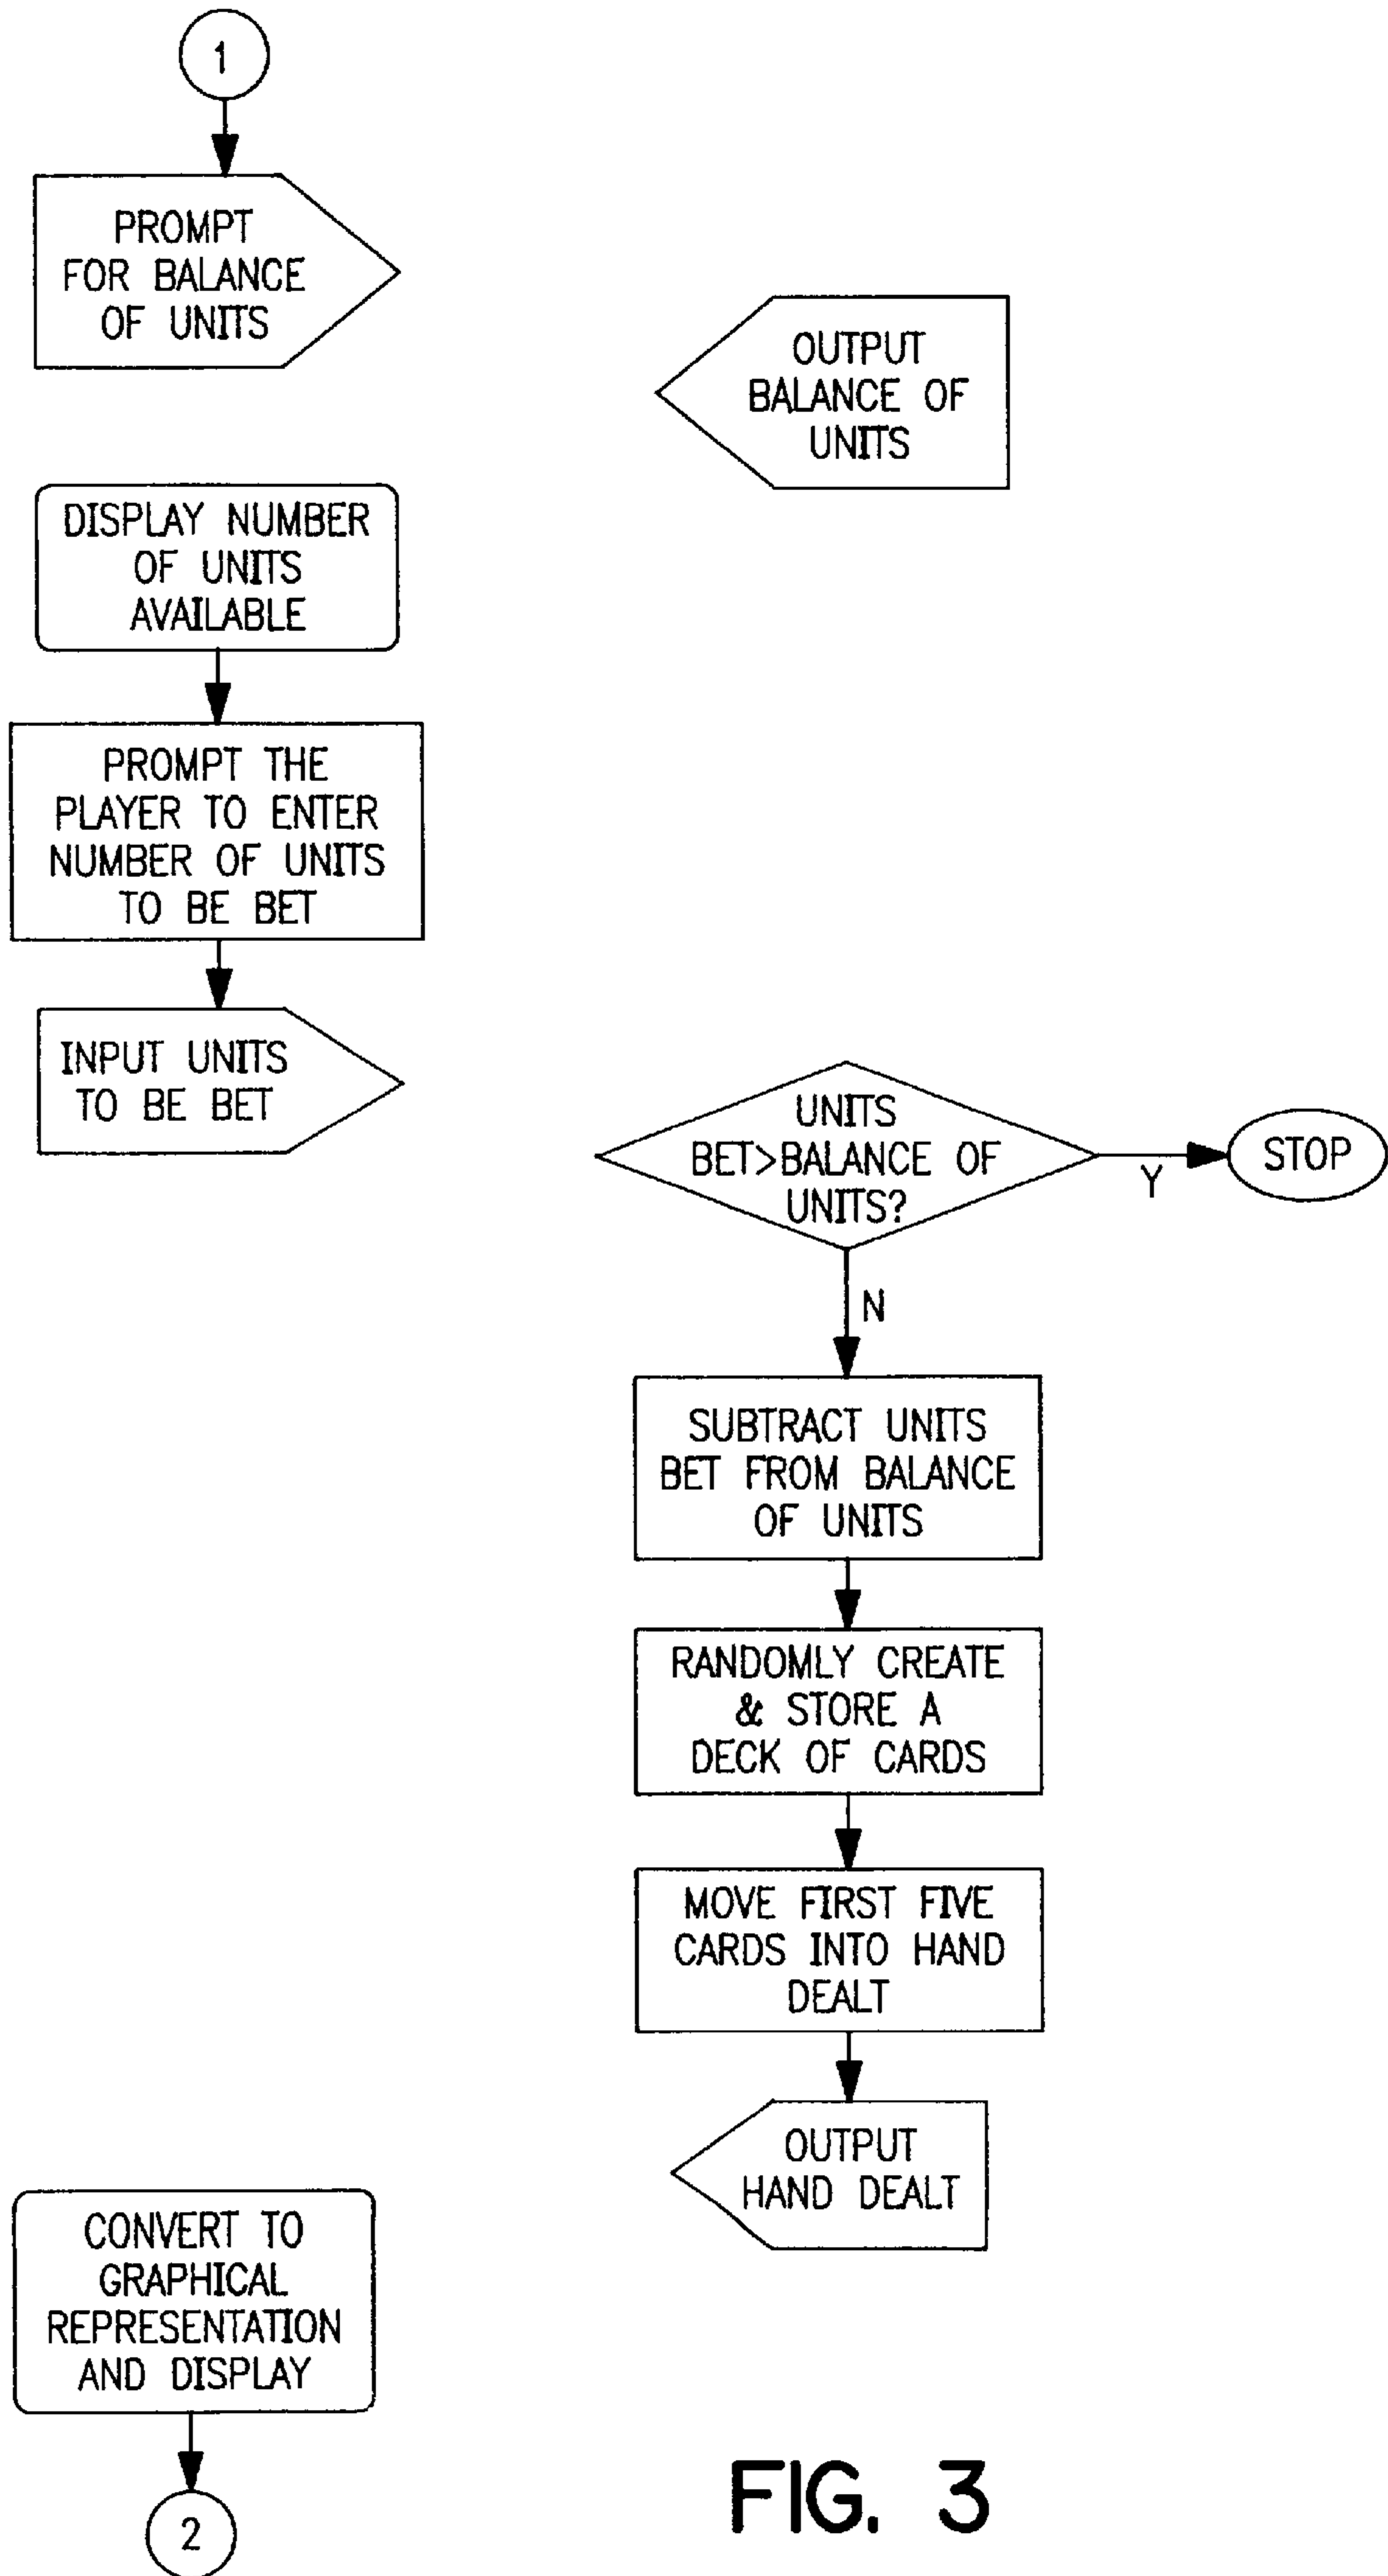 1
PROMPT
FOR BALANCE
OF UNITS
OUTPUT
BALANCE OF
UNITS
DISPLAY NUMBER
OF UNITS
AVAILABLE
PROMPT THE
PLAYER TO ENTER
NUMBER OF UNITS
TO BE BET
INPUT UNITS
TO BE BET
UNITS
BET>BALANCE OF
UNITS?
Y
STOP
N
SUBTRACT UNITS
BET FROM BALANCE
OF UNITS
RANDOMLY CREATE
& STORE A
DECK OF CARDS
MOVE FIRST FIVE
CARDS INTO HAND
DEALT
OUTPUT
HAND DEALT
CONVERT TO
GRAPHICAL
REPRESENTATION
AND DISPLAY
2
FIG. 3